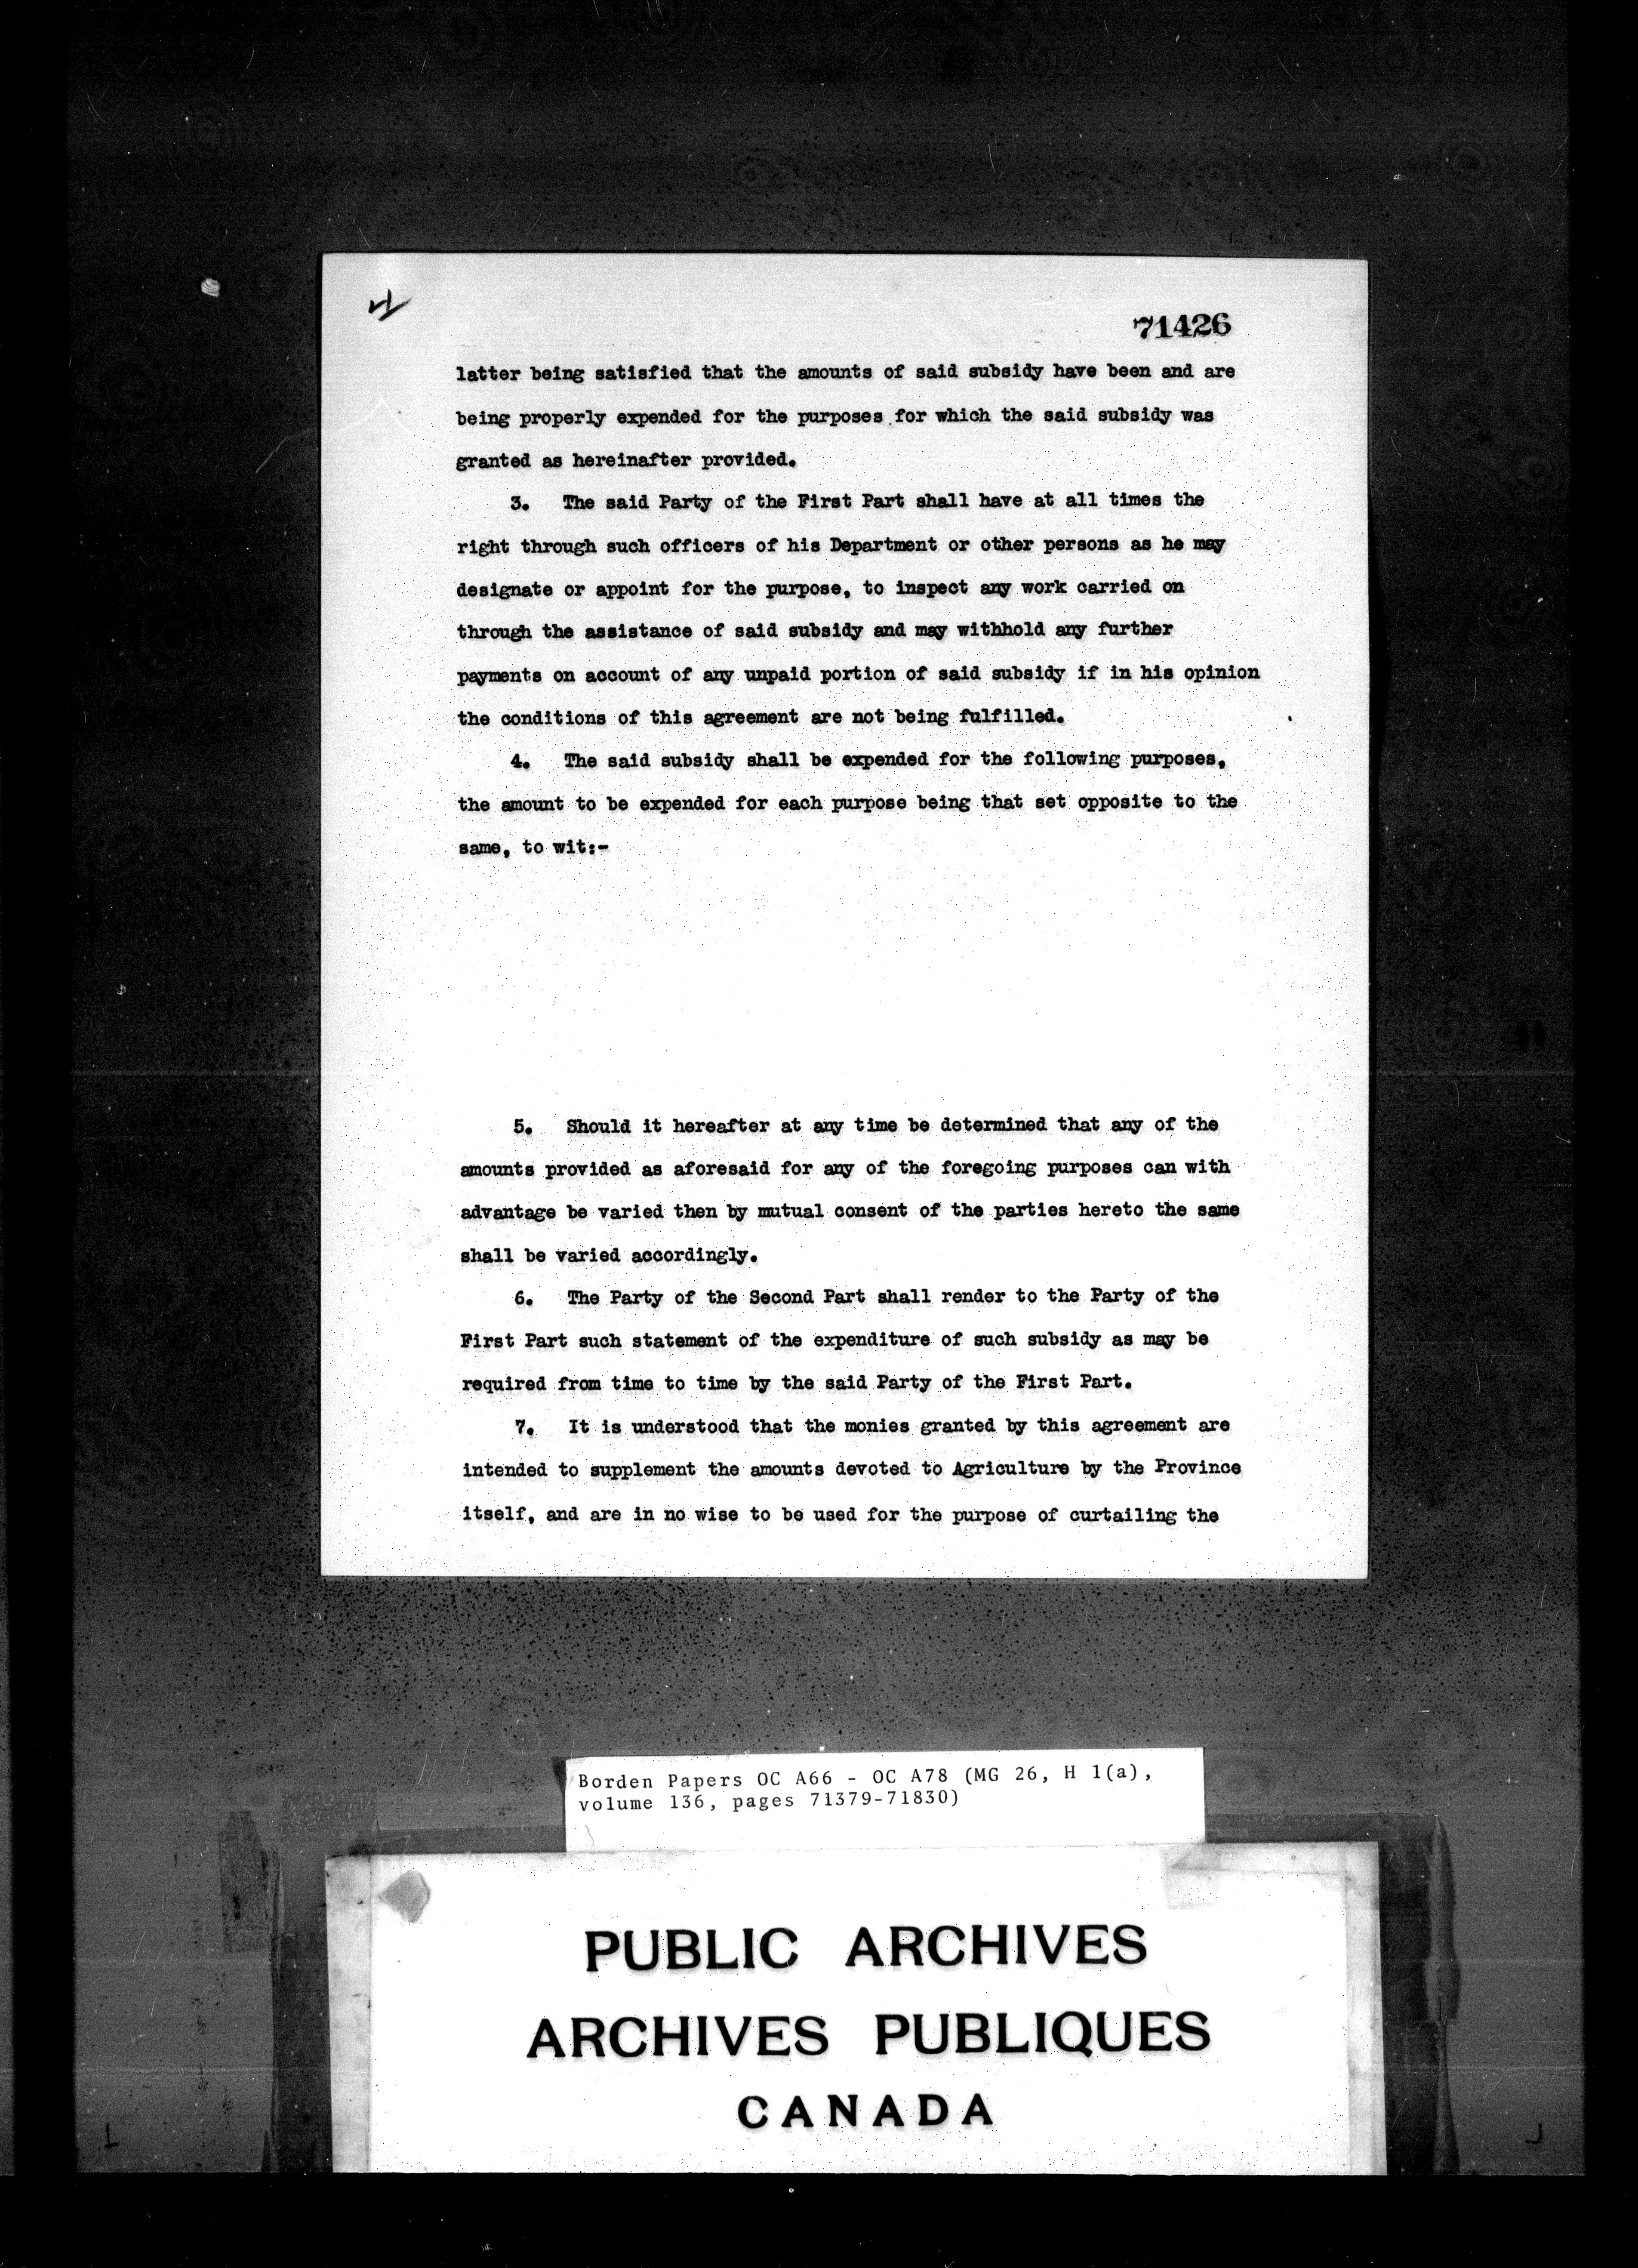 71426
latter being satisfied that the amounts of said subsidy have been and are
being properly expended for the purposes for which the said subsidy was
granted as hereinafter provided.
3. The said Party of the First Part shall have at all times the
right through such officers of his Department or other persons as he may
designate or appoint for the purpose, to inspect any work carried on
through the assistance of said subsidy and may withhold any further
payments on account of any unpaid portion of said subsidy if in his opinion
the conditions of this agreement are not being fulfilled.
4. The said subsidy shall be expended for the following purposes,
the amount to be expended for each purpose being that set opposite to the
same, to wit:-
5. Should it hereafter at any time be determined that any of the
amounts provided as aforesaid for any of the foregoing purposes can with
advantage be varied then by mutual consent of the parties hereto the same
shall be varied accordingly.
6. The Party of the Second Part shall render to the Party of the
First Part such statement of the expenditure of such subsidy as may be
required from time to time by the said Party of the First Part.
7. It is understood that the monies granted by this agreement are
intended to supplement the amounts devoted to Agriculture by the Province
itself, and are in no wise to be used for the purpose of curtailing the
Borden Papers OC A66 - OC A78 (MG 26, H 1(a),
volume 136, pages 71379-71830)
PUBLIC ARCHIVES
ARCHIVES PUBLIQUES
CANADA